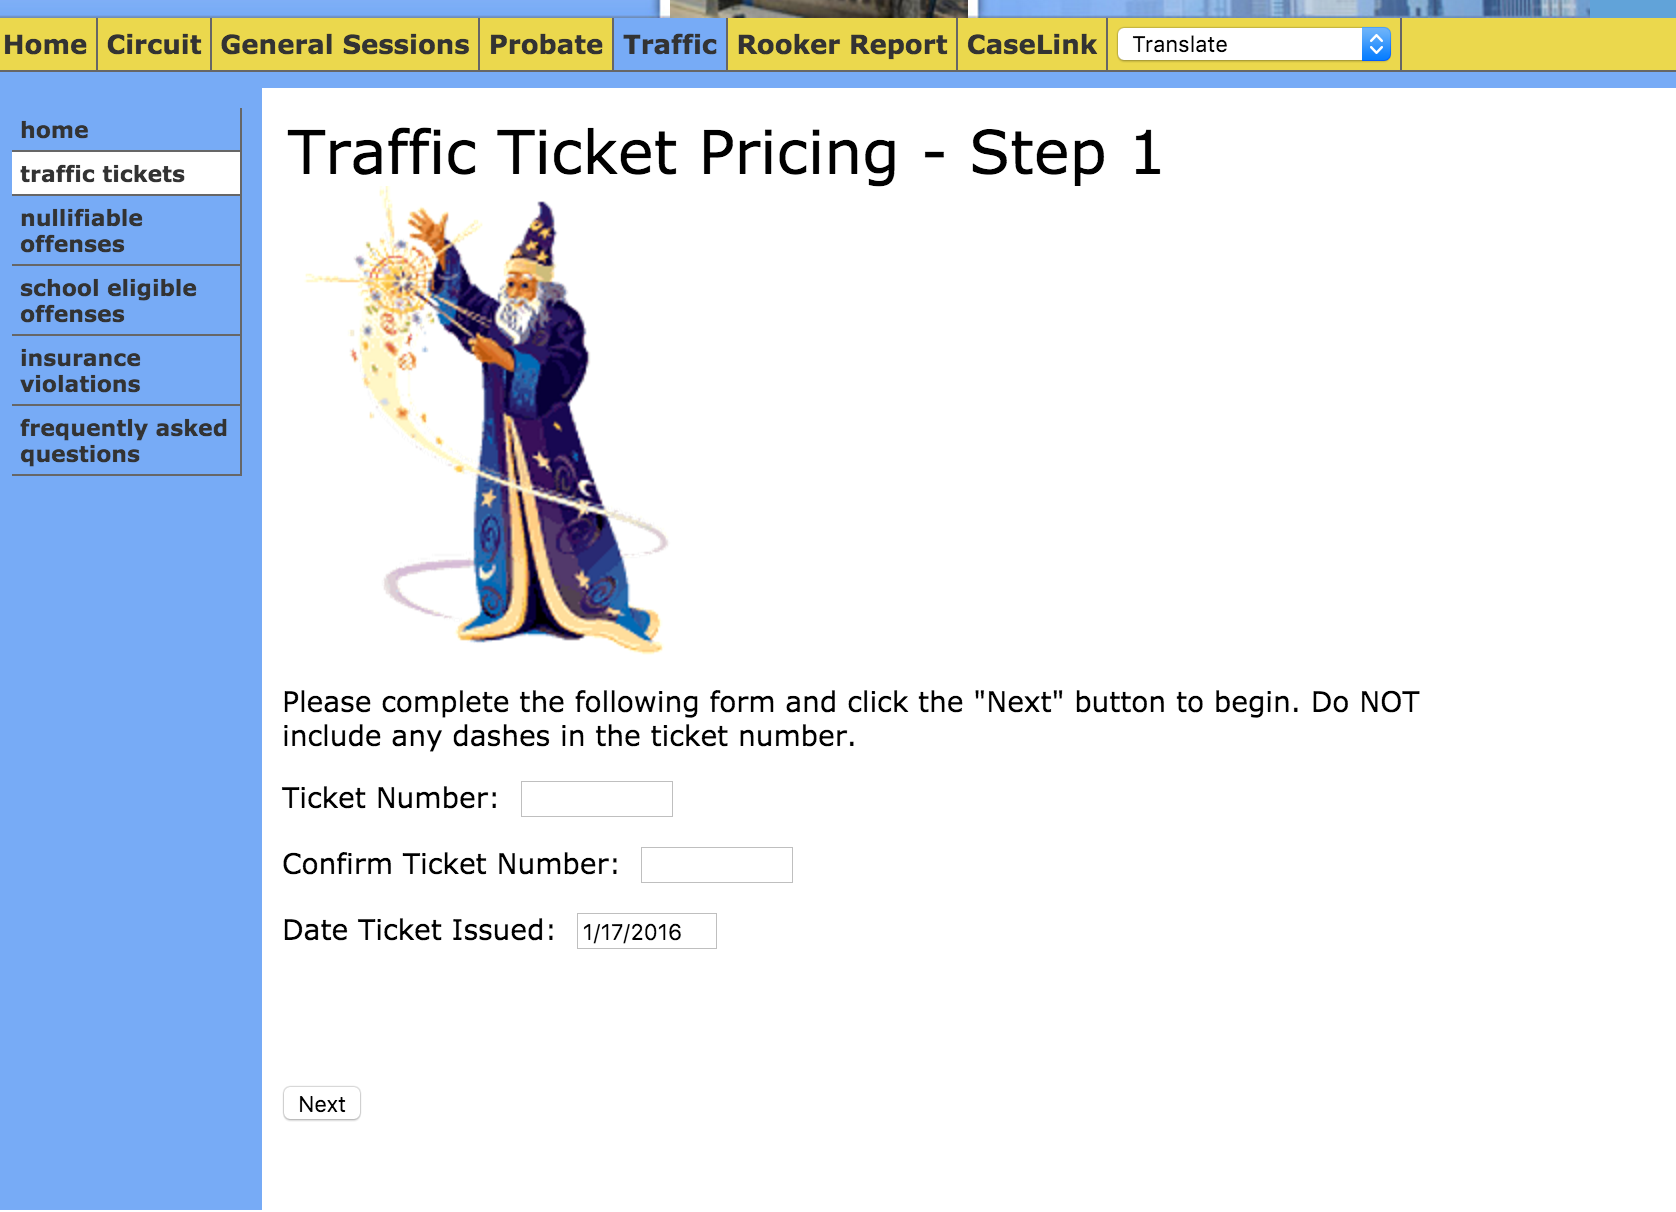 Home Circuit General Sessions Probate Traffic Rooker Report CaseLink Translate
home
traffic tickets
nullifiable
offenses
school eligible
offenses
insurance
violations
frequently asked
questions
Traffic Ticket Pricing - Step 1
Please complete the following form and click the "Next" button to begin. Do NOT
include any dashes in the ticket number.
Ticket Number:
Confirm Ticket Number:
Date Ticket Issued: 1/17/2016
Next